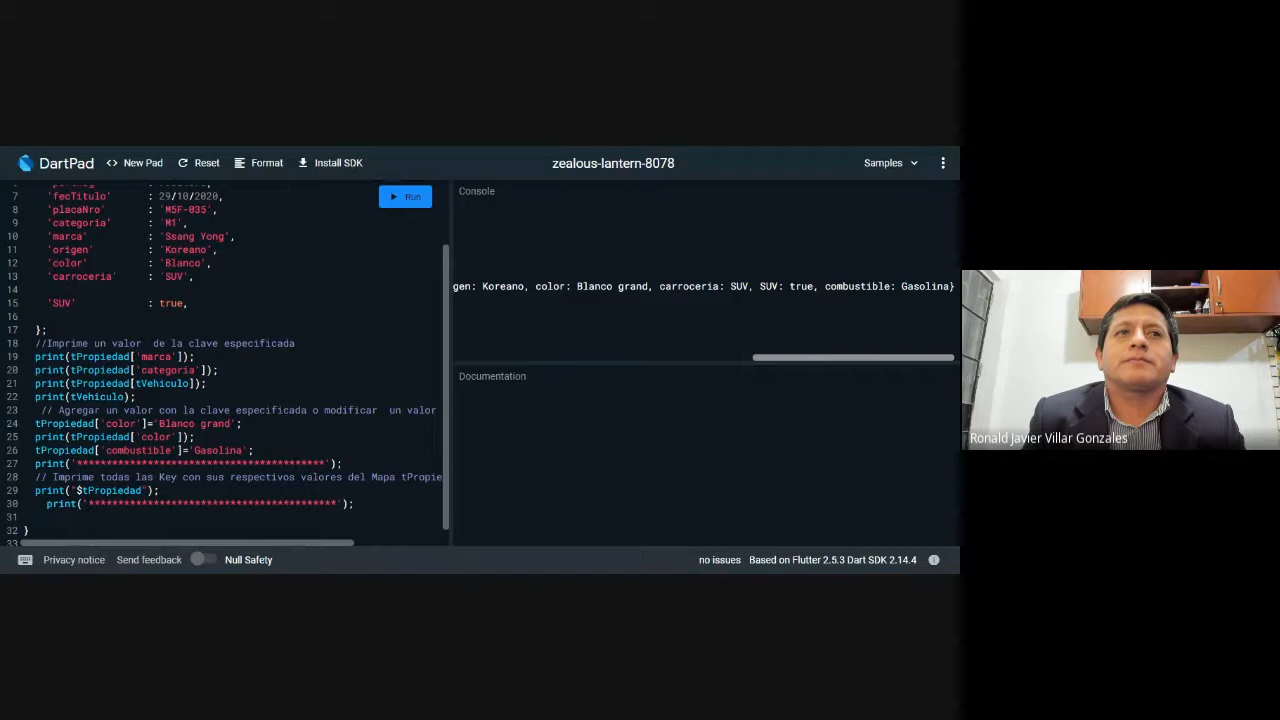 DartPad
New Pad
Reset
Format
Install SDK
zealous-lantern-8078
Samples
Run
7 'fecTitulo' : 29/10/2020,
8 'placaNro' : 'M5F-035',
9 'categoria' : 'M1',
10 'marca' : 'Ssang Yong',
11 'origen' : 'Koreano',
12 'color' : 'Blanco',
13 'carroceria' : 'SUV',
14
15 'SUV' : true,
16
17 };
18 //Imprime un valor de la clave especificada
19 print(tPropiedad['marca']);
20 print(tPropiedad['categoria']);
21 print(tPropiedad[tVehiculo]);
22 print(tVehiculo);
23 // Agregar un valor con la clave especificada o modificar un valor
24 tPropiedad['color']='Blanco grand';
25 print(tPropiedad['color']);
26 tPropiedad['combustible']='Gasolina';
27 print('******************************************');
28 // Imprime todas las Key con sus respectivos valores del Mapa tPropie
29 print("$tPropiedad");
30 print('******************************************');
31
32 }
33
Console
gen: Koreano, color: Blanco grand, carroceria: SUV, SUV: true, combustible: Gasolina}
Documentation
Privacy notice
Send feedback
Null Safety
no issues
Based on Flutter 2.5.3 Dart SDK 2.14.4
Ronald Javier Villar Gonzales